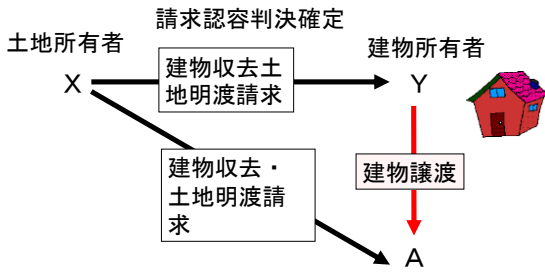 請求認容判決確定
土地所有者
建物所有者
X
建物収去土
地明渡請求
Y
建物収去・
土地明渡請
求
建物譲渡
A